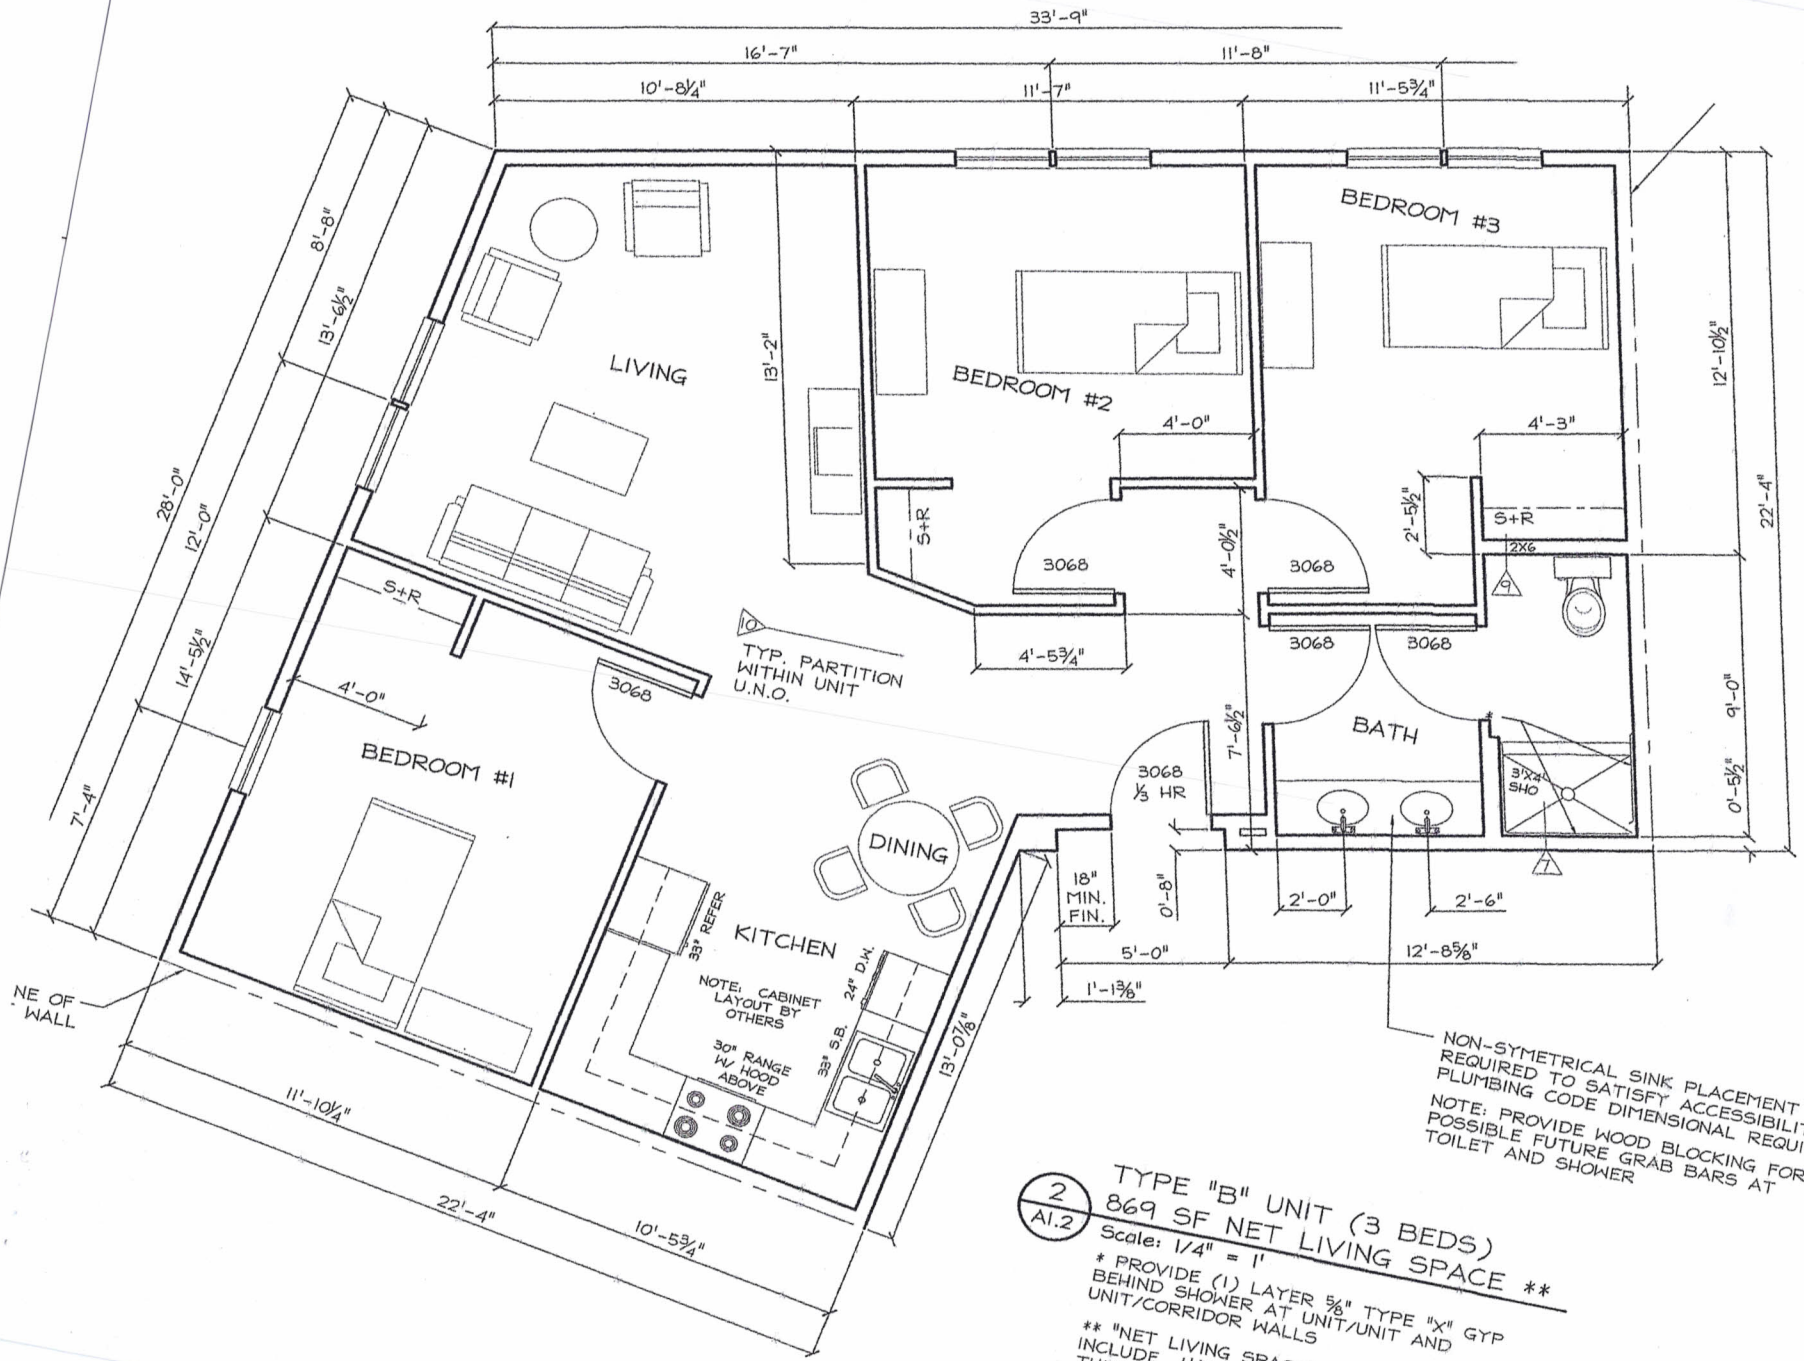 33'-9"
16'-7"
11'-8"
10'-8¼"
11'-7"
11'-5¾"
8'-8"
13'-6½"
28'-0"
12'-0"
14'-5½"
7'-4"
LIVING
13'-2"
BEDROOM #2
4'-0"
BEDROOM #3
4'-3"
12'-10½"
22'-4"
2'-5½"
S+R
2X6
9
S+R
3068
4'-0½"
3068
S+R
10
TYP. PARTITION
WITHIN UNIT
U.N.O.
4'-5¾"
3068
3068
9'-0"
3068
4'-0"
7'-6½"
BATH
*
BEDROOM #1
3068
⅓ HR
3'X4'
SHO
0'-5½"
DINING
7
18"
MIN.
FIN.
0'-8"
2'-0"
2'-6"
33" REFER
KITCHEN
24" D.W.
5'-0"
12'-8⅝"
1'-1⅜"
NOTE: CABINET
LAYOUT BY
OTHERS
33" S.B.
30" RANGE
W/ HOOD
ABOVE
13'-0⅞"
NE OF
WALL
11'-10¼"
22'-4"
10'-5¾"
NON-SYMETRICAL SINK PLACEMENT
REQUIRED TO SATISFY ACCESSIBILIT
PLUMBING CODE DIMENSIONAL REQUI
NOTE: PROVIDE WOOD BLOCKING FOR
POSSIBLE FUTURE GRAB BARS AT
TOILET AND SHOWER
2
A1.2
TYPE "B" UNIT (3 BEDS)
869 SF NET LIVING SPACE **
Scale: 1/4" = 1'
* PROVIDE (1) LAYER ⅝" TYPE "X" GYP
BEHIND SHOWER AT UNIT/UNIT AND
UNIT/CORRIDOR WALLS
** "NET LIVING SPA
INCLUDE